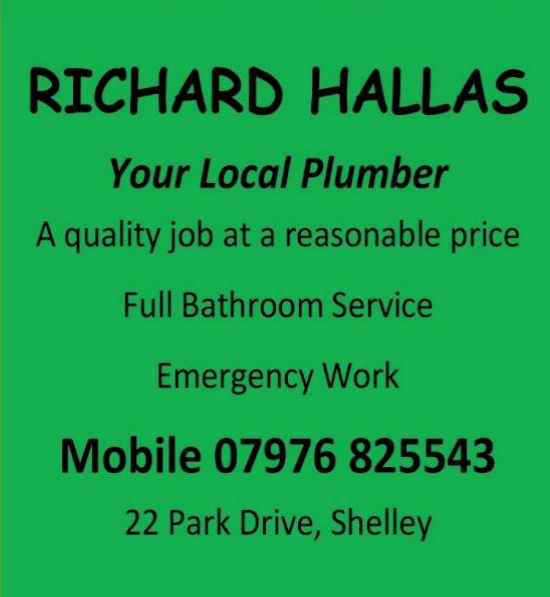 RICHARD HALLAS
Your Local Plumber
A quality job at a reasonable price
Full Bathroom Service
Emergency Work
Mobile 07976 825543
22 Park Drive, Shelley